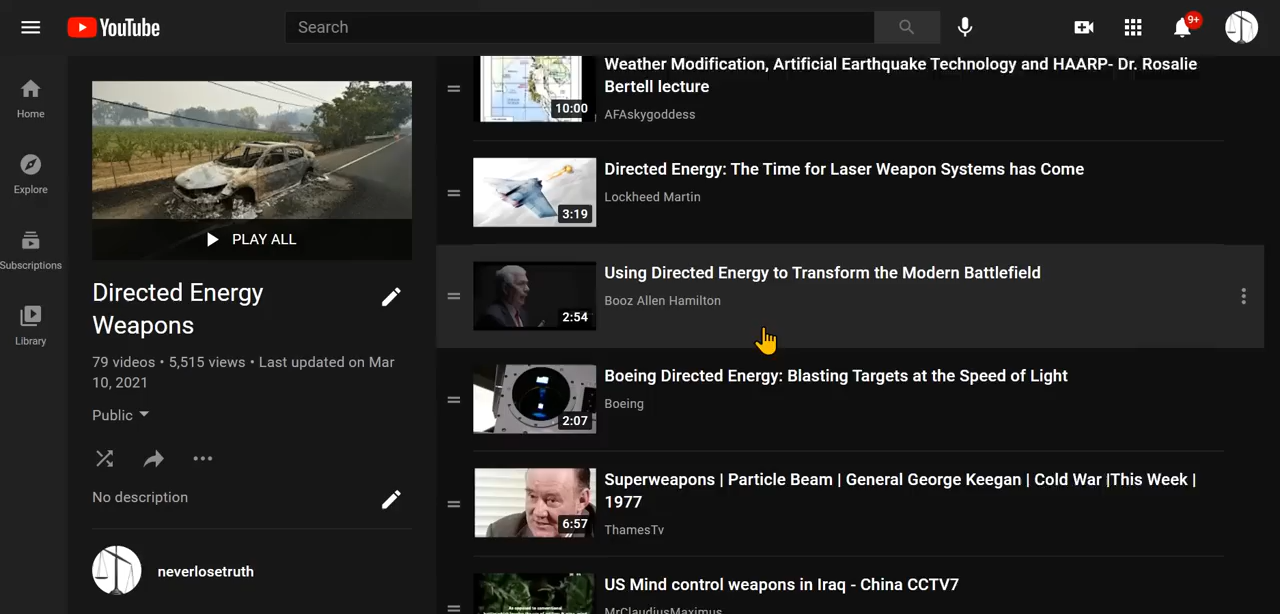 YouTube
Search
9+
Home
Explore
Subscriptions
Library
PLAY ALL
Directed Energy
Weapons
79 videos • 5,515 views • Last updated on Mar
10, 2021
Public
No description
neverlosetruth
10:00
Weather Modification, Artificial Earthquake Technology and HAARP- Dr. Rosalie
Bertell lecture
AFAskygoddess
3:19
Directed Energy: The Time for Laser Weapon Systems has Come
Lockheed Martin
2:54
Using Directed Energy to Transform the Modern Battlefield
Booz Allen Hamilton
2:07
Boeing Directed Energy: Blasting Targets at the Speed of Light
Boeing
6:57
Superweapons | Particle Beam | General George Keegan | Cold War |This Week |
1977
ThamesTv
US Mind control weapons in Iraq - China CCTV7
MrClaudiusMaximus